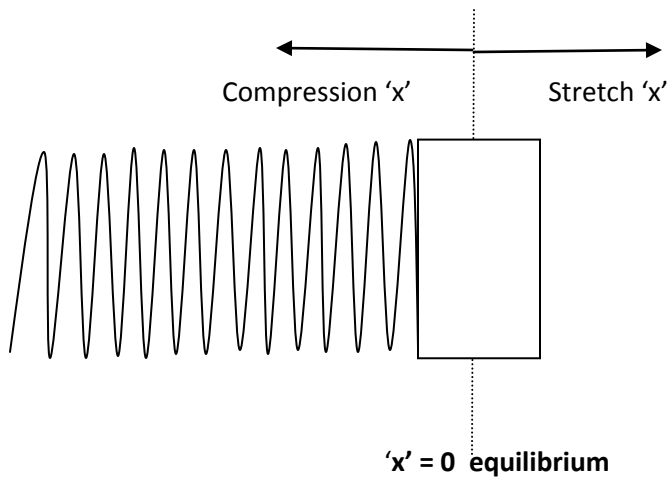 Compression ‘x’ Stretch ‘x’
‘x’ = 0 equilibrium